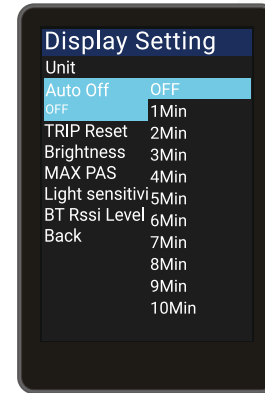 Display Setting
Unit
Auto Off
OFF
TRIP Reset
Brightness
MAX PAS
Light sensitivi
BT Rssi Level
Back
OFF
1Min
2Min
3Min
4Min
5Min
6Min
7Min
8Min
9Min
10Min